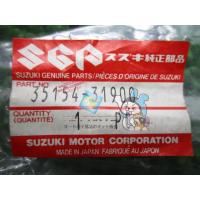 SGP スズキ純正部品
SUZUKI GENUINE PARTS/PIÈCES D'ORIGINE DE SUZUKI
PART NO.
35154-31900
QUANTITY
(QUANTITÉ)
1
SUZUKI MOTOR CORPORATION
MADE IN JAPAN FABRIQUÉ AU JAPON